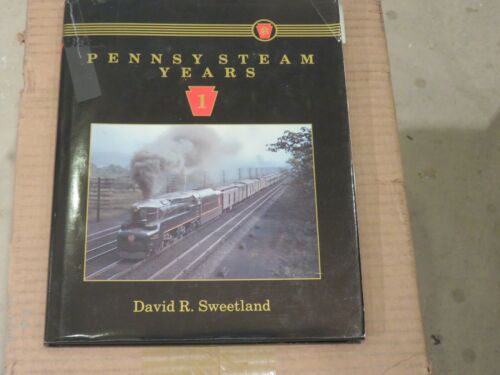 PENNSY STEAM
YEARS
1
David R. Sweetland